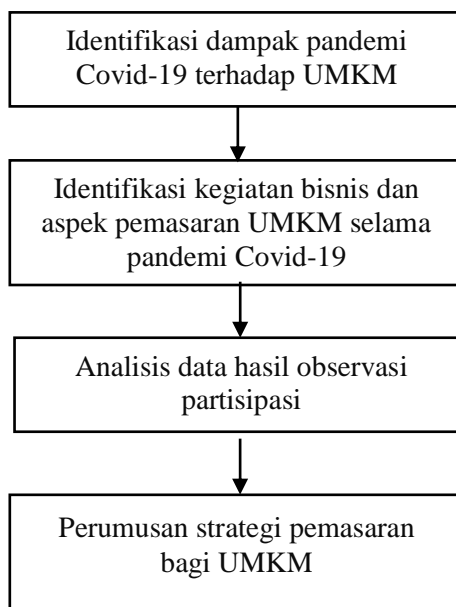 Identifikasi dampak pandemi
Covid-19 terhadap UMKM
Identifikasi kegiatan bisnis dan
aspek pemasaran UMKM selama
pandemi Covid-19
Analisis data hasil observasi
partisipasi
Perumusan strategi pemasaran
bagi UMKM